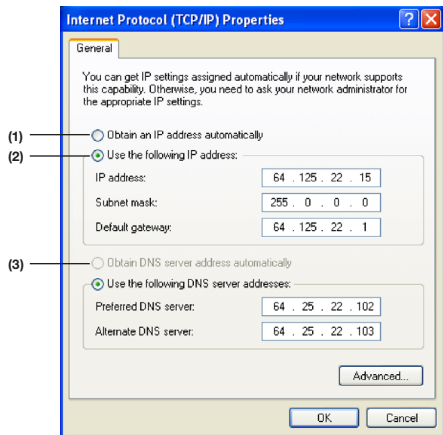 Internet Protocol (TCP/IP) Properties
General
You can get IP settings assigned automatically if your network supports
this capability. Otherwise, you need to ask your network administrator for
the appropriate IP settings.
(1) Obtain an IP address automatically
(2) Use the following IP address:
IP address: 64 . 125 . 22 . 15
Subnet mask: 255 . 0 . 0 . 0
Default gateway: 64 . 125 . 22 . 1
(3) Obtain DNS server address automatically
Use the following DNS server addresses:
Preferred DNS server: 64 . 25 . 22 . 102
Alternate DNS server: 64 . 25 . 22 . 103
Advanced...
OK Cancel